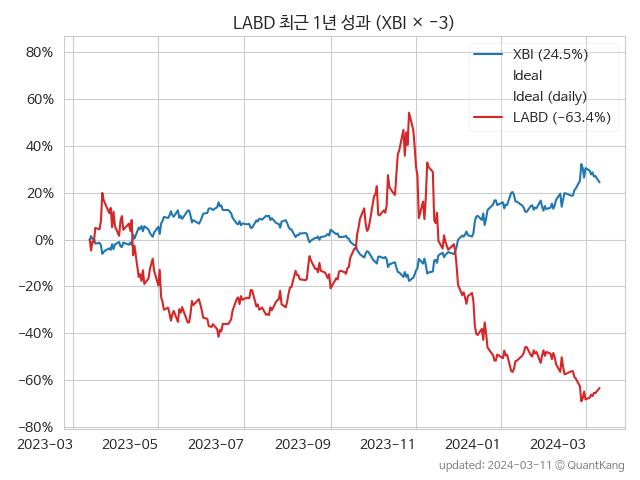 LABD 최근 1년 성과 (XBI × −3)
80%
60%
40%
20%
0%
−20%
−40%
−60%
−80%
XBI (24.5%)
Ideal
Ideal (daily)
LABD (−63.4%)
2023-03
2023-05
2023-07
2023-09
2023-11
2024-01
2024-03
updated: 2024-03-11 © QuantKang